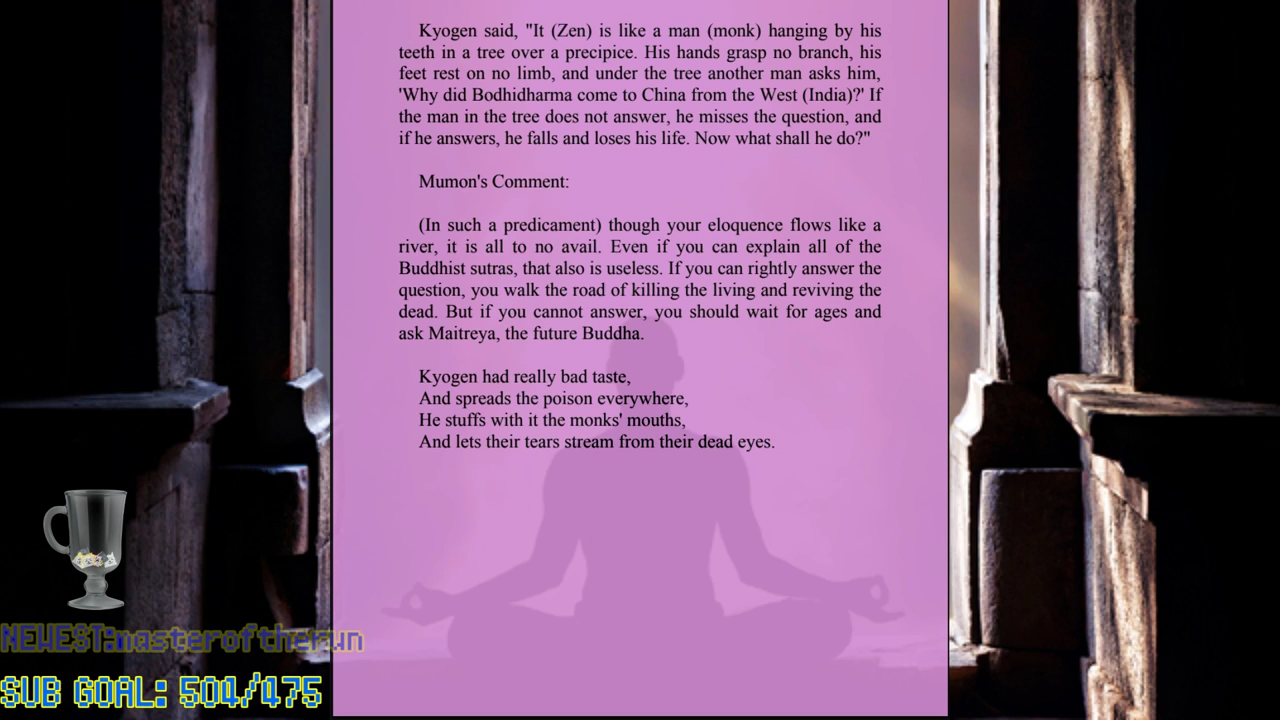 Kyogen said, "It (Zen) is like a man (monk) hanging by his
teeth in a tree over a precipice. His hands grasp no branch, his
feet rest on no limb, and under the tree another man asks him,
'Why did Bodhidharma come to China from the West (India)?' If
the man in the tree does not answer, he misses the question, and
if he answers, he falls and loses his life. Now what shall he do?"
Mumon's Comment:
(In such a predicament) though your eloquence flows like a
river, it is all to no avail. Even if you can explain all of the
Buddhist sutras, that also is useless. If you can rightly answer the
question, you walk the road of killing the living and reviving the
dead. But if you cannot answer, you should wait for ages and
ask Maitreya, the future Buddha.
Kyogen had really bad taste,
And spreads the poison everywhere,
He stuffs with it the monks' mouths,
And lets their tears stream from their dead eyes.
NEWEST:masteroftherun
SUB GOAL: 504/475